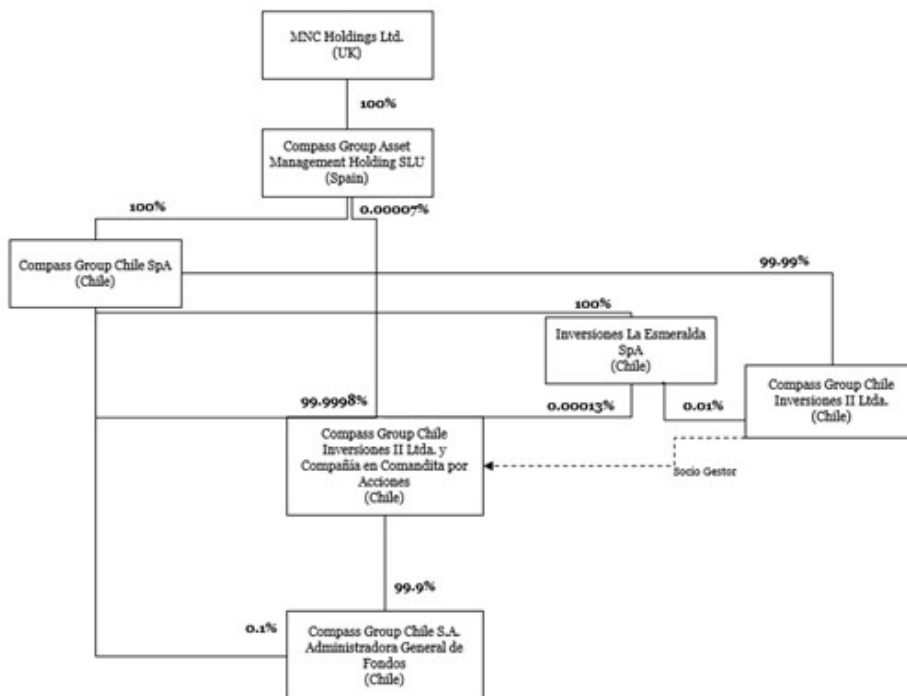 MNC Holdings Ltd.
(UK)
100%
Compass Group Asset
Management Holding SLU
(Spain)
100%
0.00007%
Compass Group Chile SpA
(Chile)
99.99%
100%
Inversiones La Esmeralda
SpA
(Chile)
Compass Group Chile
Inversiones II Ltda.
(Chile)
99.9998%
0.00013%
0.01%
Compass Group Chile
Inversiones II Ltda. y
Compañía en Comandita por
Acciones
(Chile)
Socio Gestor
99.9%
0.1%
Compass Group Chile S.A.
Administradora General de
Fondos
(Chile)